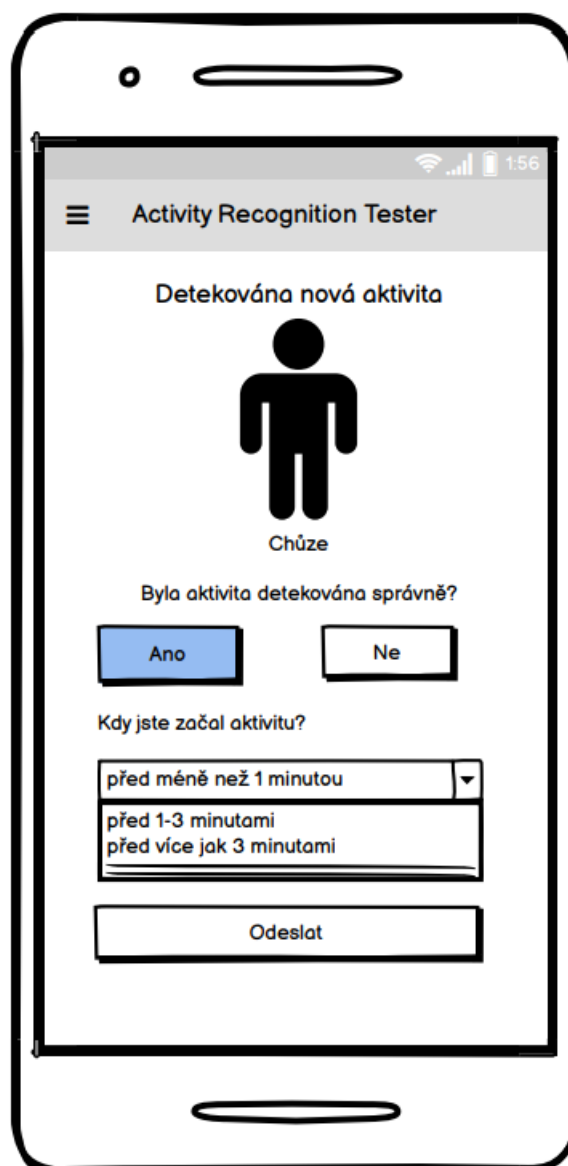 1:56
Activity Recognition Tester
Detekována nová aktivita
Chůze
Byla aktivita detekována správně?
Ano
Ne
Kdy jste začal aktivitu?
před méně než 1 minutou
před 1-3 minutami
před více jak 3 minutami
Odeslat